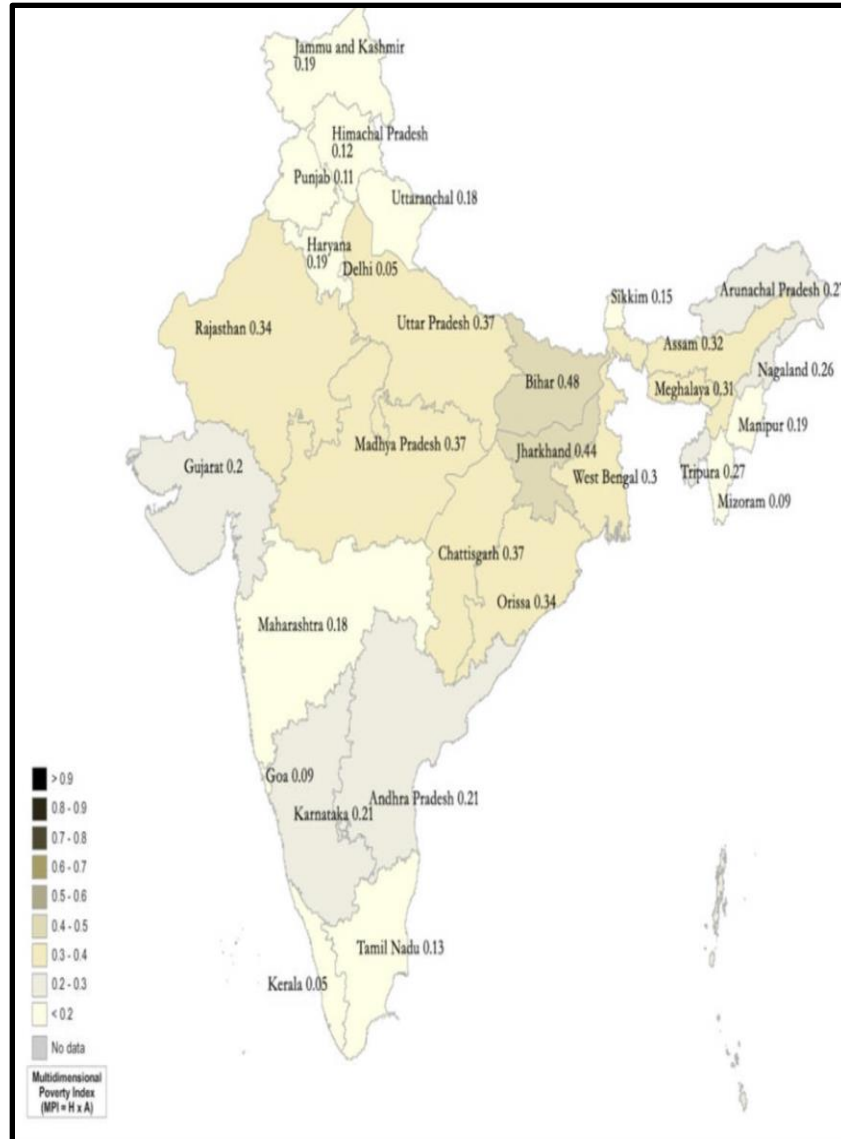 Jammu and Kashmir
0.19
Himachal Pradesh
0.12
Punjab 0.11
Uttaranchal 0.18
Haryana
0.19
Delhi 0.05
Sikkim 0.15
Arunachal Pradesh 0.27
Rajasthan 0.34
Uttar Pradesh 0.37
Assam 0.32
Nagaland 0.26
Bihar 0.48
Meghalaya 0.31
Manipur 0.19
Madhya Pradesh 0.37
Jharkhand 0.44
Gujarat 0.2
West Bengal 0.3
Tripura 0.27
Mizoram 0.09
Chattisgarh 0.37
Orissa 0.34
Maharashtra 0.18
Goa 0.09
Andhra Pradesh 0.21
Karnataka 0.21
Tamil Nadu 0.13
Kerala 0.05
> 0.9
0.8 - 0.9
0.7 - 0.8
0.6 - 0.7
0.5 - 0.6
0.4 - 0.5
0.3 - 0.4
0.2 - 0.3
< 0.2
No data
Multidimensional
Poverty Index
(MPI = H x A)